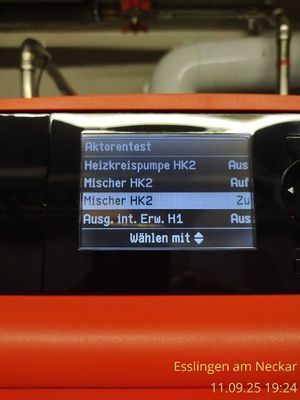 Aktorentest
Heizkreispumpe HK2 Aus
Mischer HK2 Auf
Mischer HK2 Zu
Ausg. int. Erw. H1 Aus
Wählen mit
Esslingen am Neckar
11.09.25 19:24